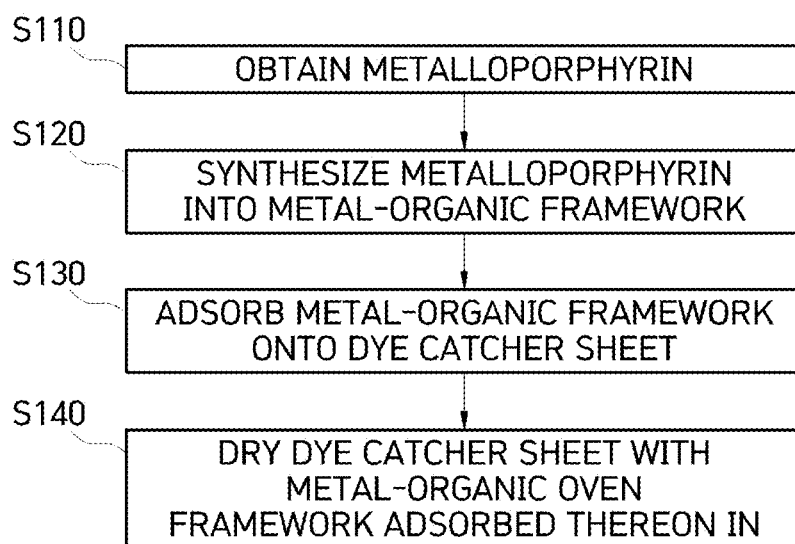 S110
OBTAIN METALLOPORPHYRIN
S120
SYNTHESIZE METALLOPORPHYRIN
INTO METAL-ORGANIC FRAMEWORK
S130
ADSORB METAL-ORGANIC FRAMEWORK
ONTO DYE CATCHER SHEET
S140
DRY DYE CATCHER SHEET WITH
METAL-ORGANIC OVEN
FRAMEWORK ADSORBED THEREON IN